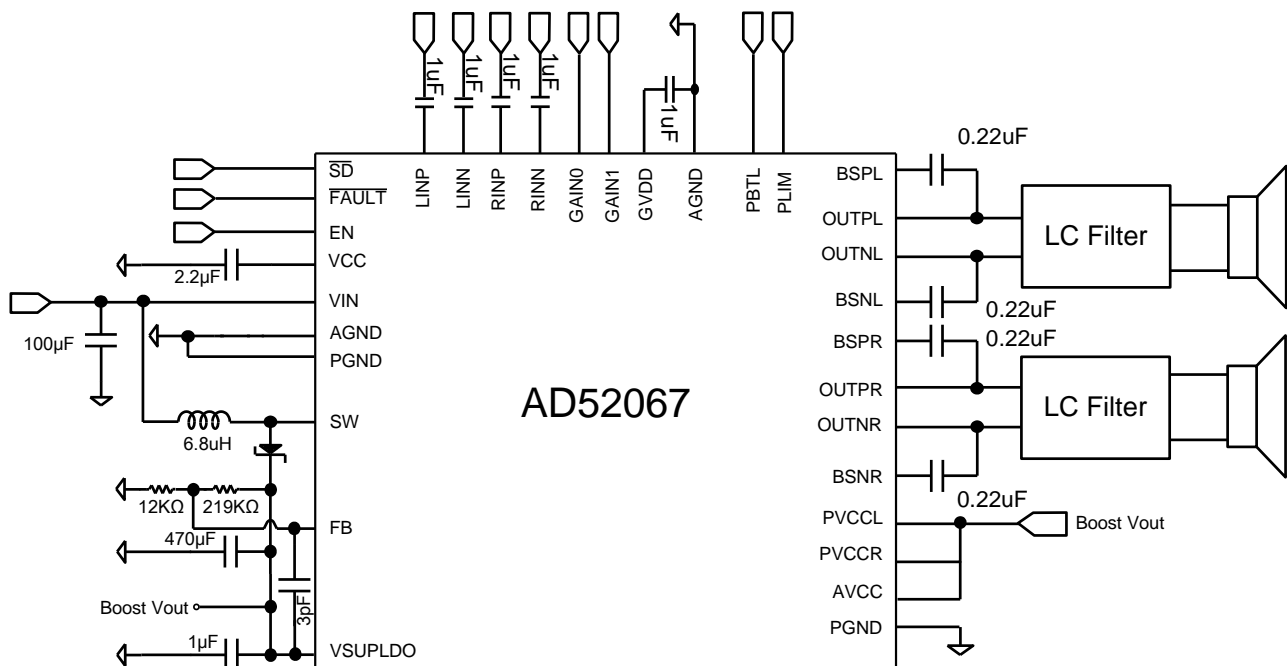 1uF
1uF
1uF
1uF
1uF
LINP
LINN
RINP
RINN
GAIN0
GAIN1
GVDD
AGND
PBTL
PLIM
SD
FAULT
EN
VCC
2.2µF
VIN
100µF
AGND
PGND
SW
6.8uH
12KΩ
219KΩ
FB
470µF
3pF
Boost Vout
1µF
VSUPLDO
AD52067
0.22uF
BSPL
OUTPL
LC Filter
OUTNL
BSNL
0.22uF
BSPR
0.22uF
OUTPR
LC Filter
OUTNR
BSNR
0.22uF
PVCCL
Boost Vout
PVCCR
AVCC
PGND